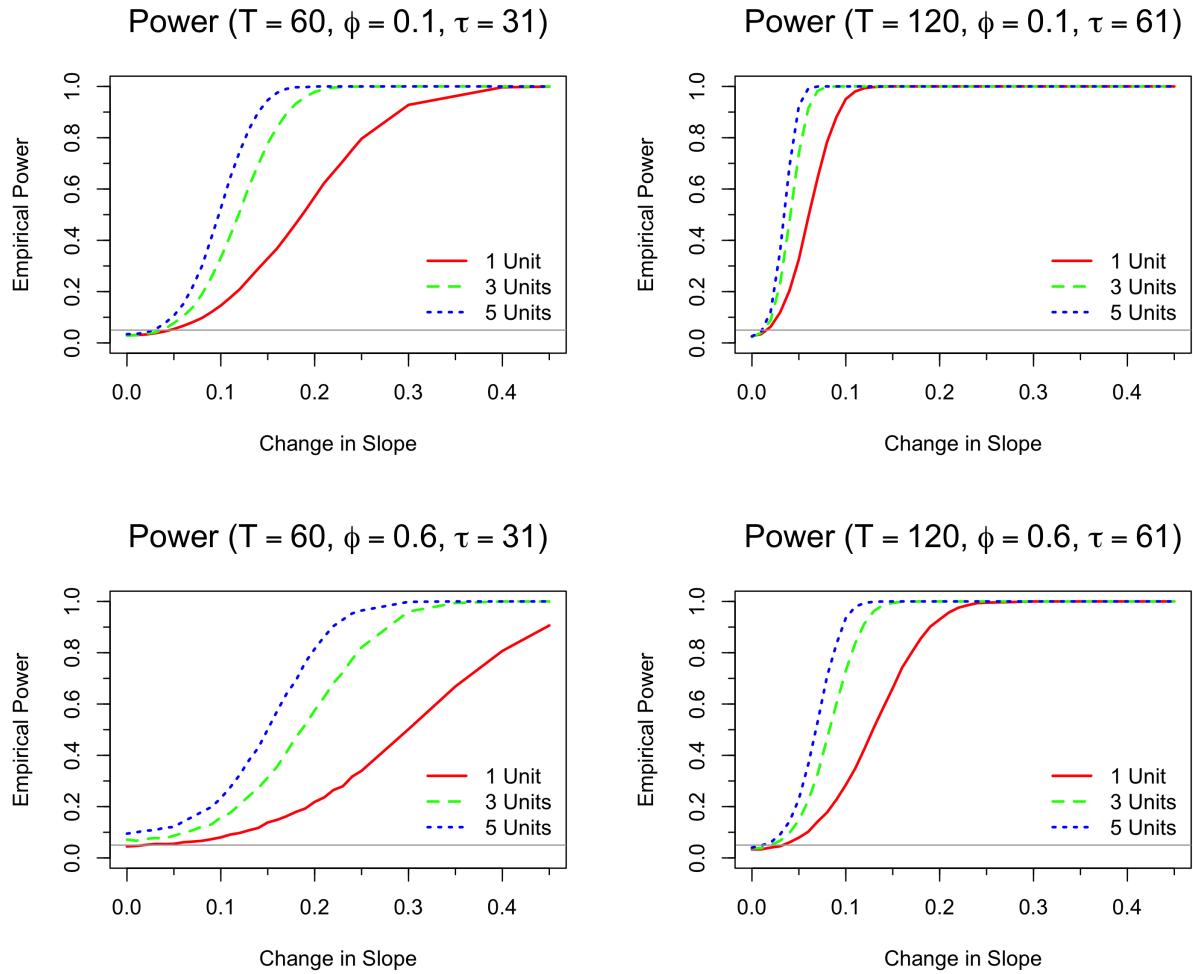 Power (T = 60, ϕ = 0.1, τ = 31)
Empirical Power
1.0
0.8
0.6
0.4
0.2
0.0
1 Unit
3 Units
5 Units
0.0 0.1 0.2 0.3 0.4
Change in Slope
Power (T = 120, ϕ = 0.1, τ = 61)
Empirical Power
1.0
0.8
0.6
0.4
0.2
0.0
1 Unit
3 Units
5 Units
0.0 0.1 0.2 0.3 0.4
Change in Slope
Power (T = 60, ϕ = 0.6, τ = 31)
Empirical Power
1.0
0.8
0.6
0.4
0.2
0.0
1 Unit
3 Units
5 Units
0.0 0.1 0.2 0.3 0.4
Change in Slope
Power (T = 120, ϕ = 0.6, τ = 61)
Empirical Power
1.0
0.8
0.6
0.4
0.2
0.0
1 Unit
3 Units
5 Units
0.0 0.1 0.2 0.3 0.4
Change in Slope